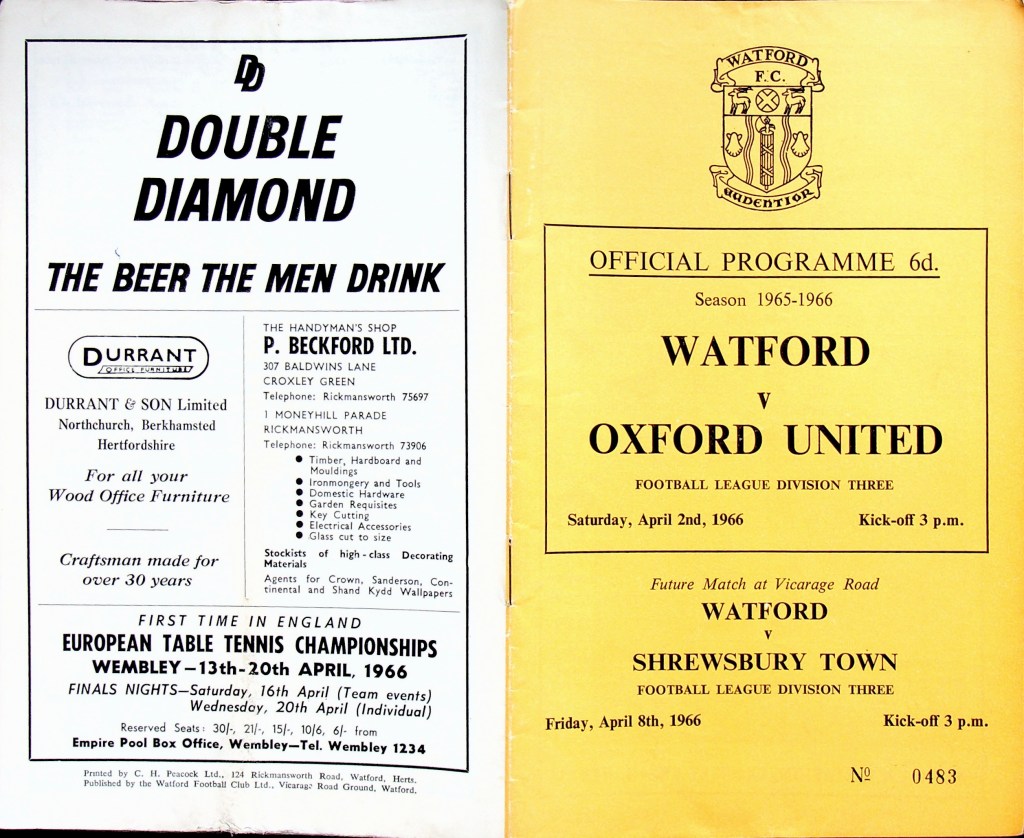 DD
DOUBLE
DIAMOND
THE BEER THE MEN DRINK
DURRANT
OFFICE FURNITURE
DURRANT & SON Limited
Northchurch, Berkhamsted
Hertfordshire
For all your
Wood Office Furniture
Craftsman made for
over 30 years
THE HANDYMAN'S SHOP
P. BECKFORD LTD.
307 BALDWINS LANE
CROXLEY GREEN
Telephone: Rickmansworth 75697
1 MONEYHILL PARADE
RICKMANSWORTH
Telephone: Rickmansworth 73906
● Timber, Hardboard and
Mouldings
● Ironmongery and Tools
● Domestic Hardware
● Garden Requisites
● Key Cutting
● Electrical Accessories
● Glass cut to size
Stockists of high-class Decorating
Materials
Agents for Crown, Sanderson, Con-
tinental and Shand Kydd Wallpapers
FIRST TIME IN ENGLAND
EUROPEAN TABLE TENNIS CHAMPIONSHIPS
WEMBLEY—13th-20th APRIL, 1966
FINALS NIGHTS—Saturday, 16th April (Team events)
Wednesday, 20th April (Individual)
Reserved Seats: 30/-, 21/-, 15/-, 10/6, 6/- from
Empire Pool Box Office, Wembley—Tel. Wembley 1234
Printed by C. H. Peacock Ltd., 124 Rickmansworth Road, Watford, Herts.
Published by the Watford Football Club Ltd., Vicarage Road Ground, Watford.
WATFORD
F.C.
AUDENTIOR
OFFICIAL PROGRAMME 6d.
Season 1965-1966
WATFORD
v
OXFORD UNITED
FOOTBALL LEAGUE DIVISION THREE
Saturday, April 2nd, 1966 Kick-off 3 p.m.
Future Match at Vicarage Road
WATFORD
v
SHREWSBURY TOWN
FOOTBALL LEAGUE DIVISION THREE
Friday, April 8th, 1966 Kick-off 3 p.m.
Nº 0483